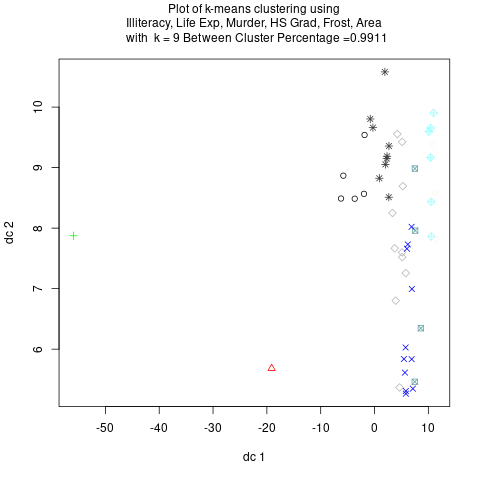 Plot of k-means clustering using
Illiteracy, Life Exp, Murder, HS Grad, Frost, Area
with  k = 9 Between Cluster Percentage =0.9911
10
9
8
7
6
dc 2
-50 -40 -30 -20 -10 0 10
dc 1